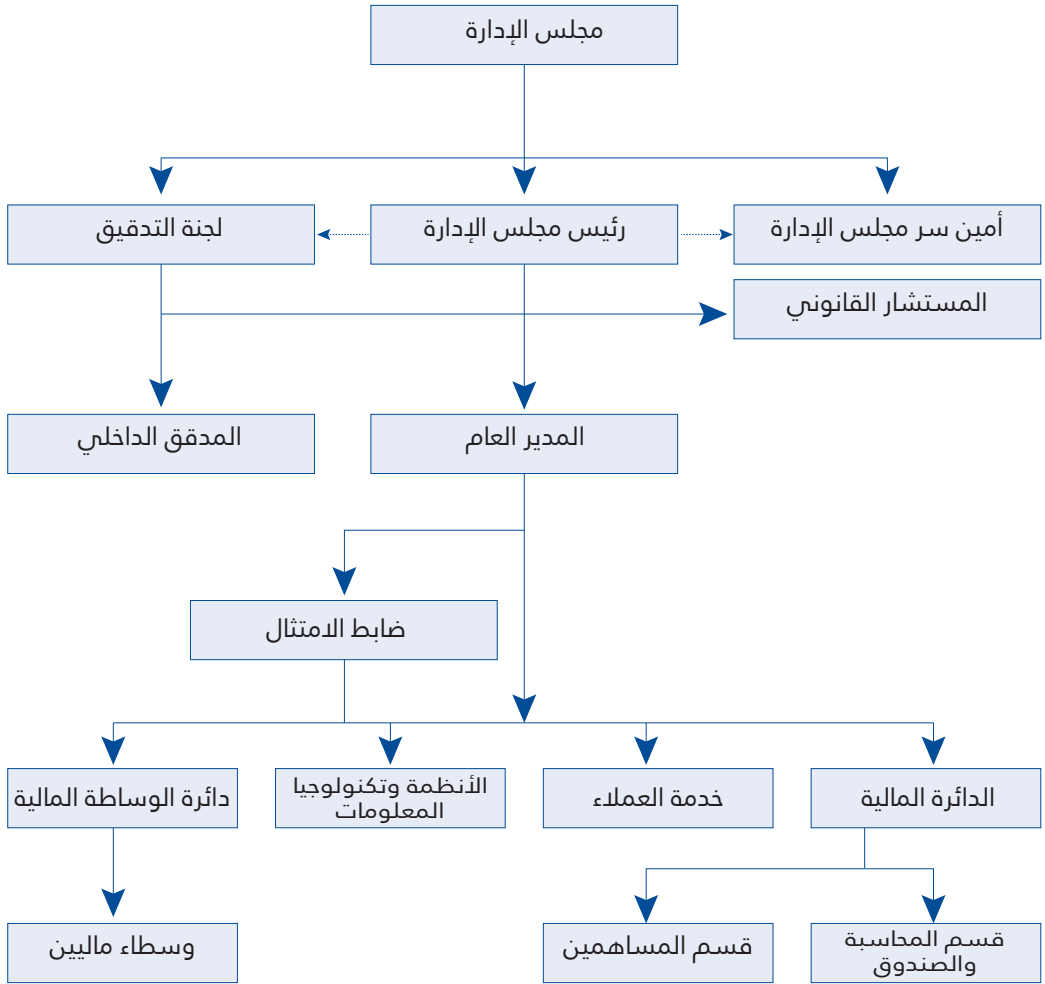 مجلس الإدارة
أمين سر مجلس الإدارة
رئيس مجلس الإدارة
لجنة التدقيق
المستشار القانوني
المدير العام
المدقق الداخلي
ضابط الامتثال
الدائرة المالية
خدمة العملاء
الأنظمة وتكنولوجيا
المعلومات
دائرة الوساطة المالية
قسم المحاسبة
والصندوق
قسم المساهمين
وسطاء ماليين